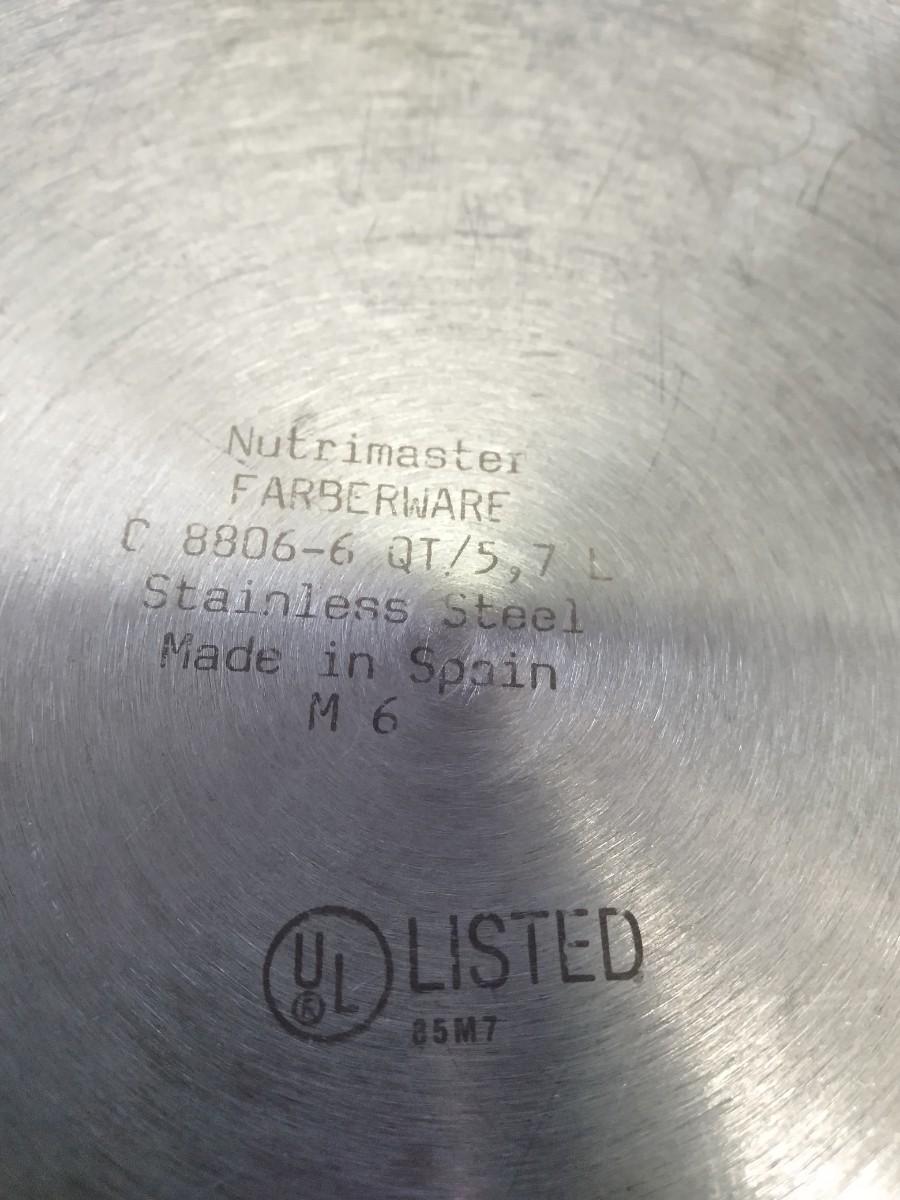 Nutrimaster
FARBERWARE
C 8806-6 QT/5,7 L
Stainless Steel
Made in Spain
M 6
UL® LISTED
85M7